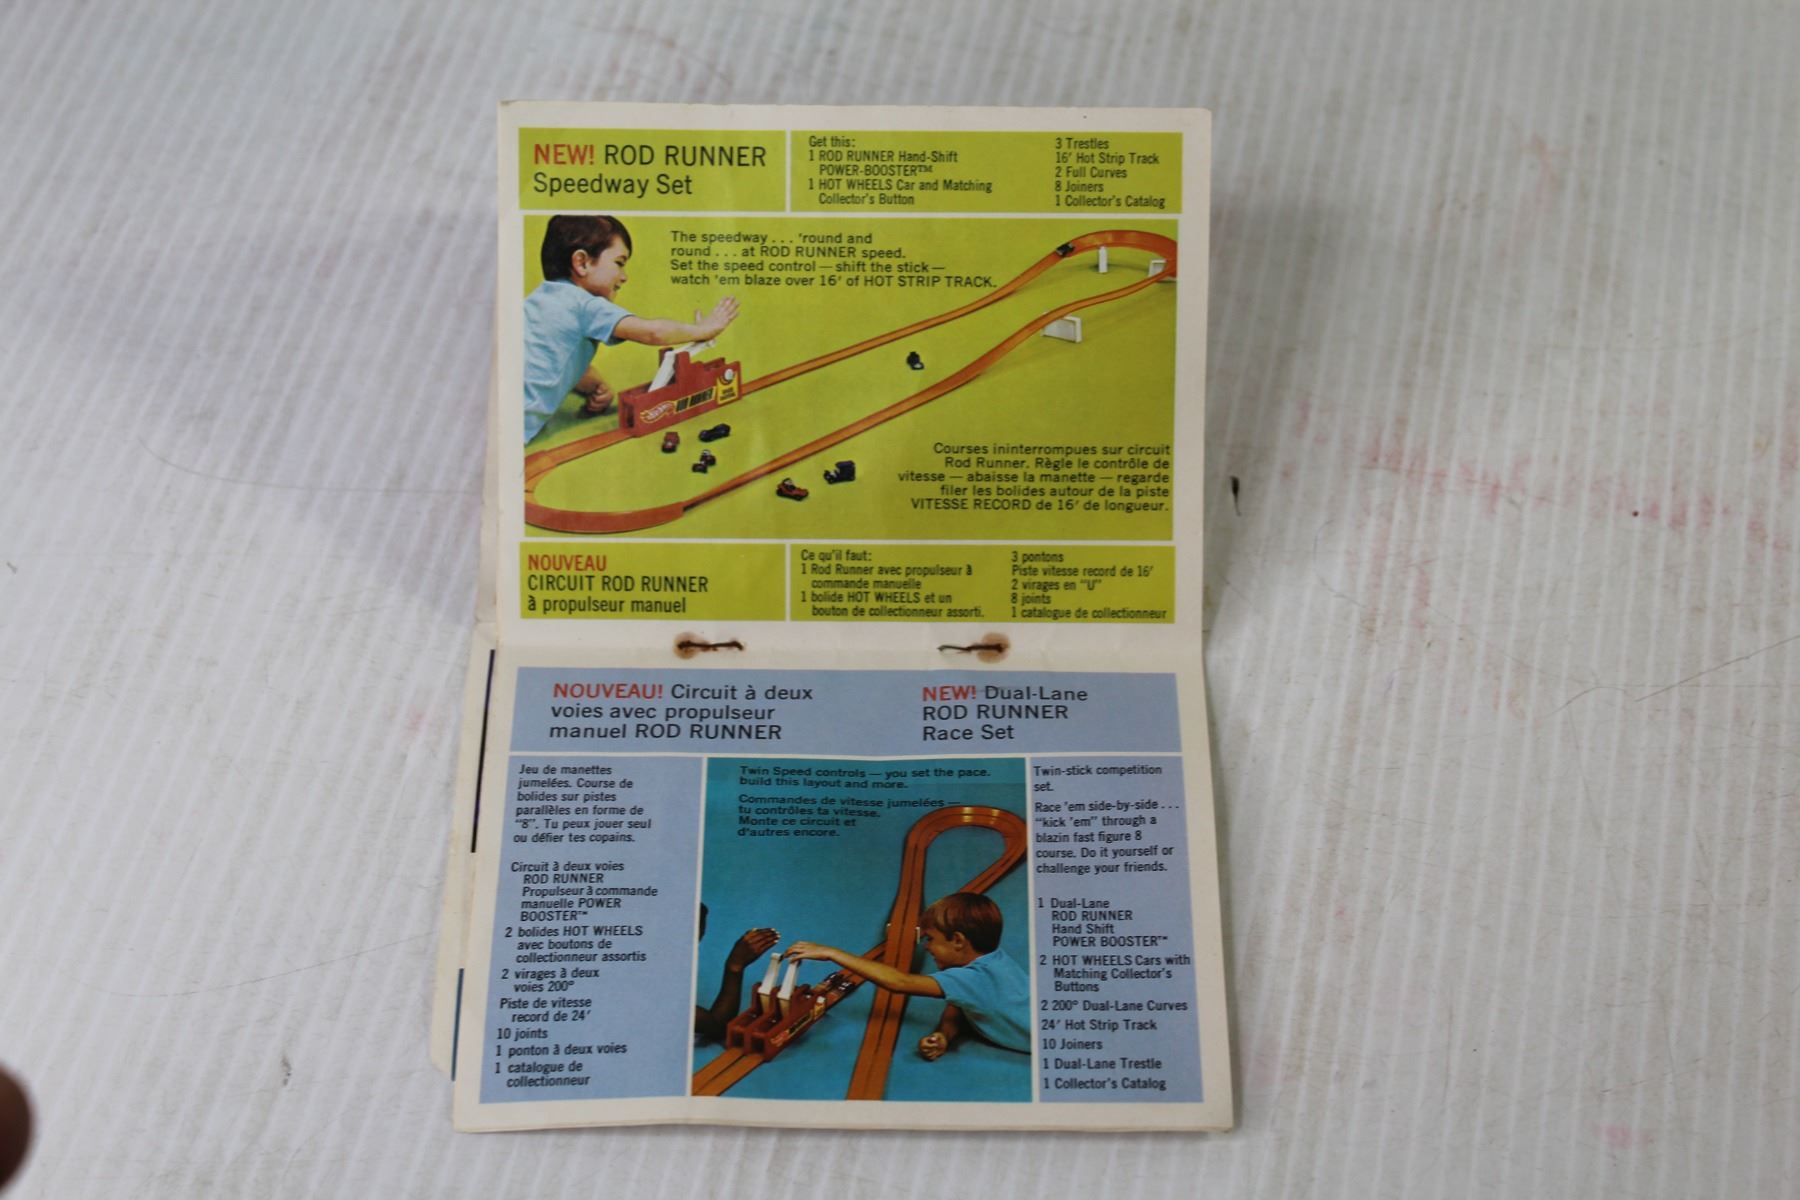 NEW! ROD RUNNER
Speedway Set
Get this:
1 ROD RUNNER Hand-Shift
POWER-BOOSTER™
1 HOT WHEELS Car and Matching
Collector's Button
3 Trestles
16' Hot Strip Track
2 Full Curves
8 Joiners
1 Collector's Catalog
The speedway . . . 'round and
round . . . at ROD RUNNER speed.
Set the speed control — shift the stick —
watch 'em blaze over 16' of HOT STRIP TRACK.
ROD RUNNER
Courses ininterrompues sur circuit
Rod Runner. Règle le contrôle de
vitesse — abaisse la manette — regarde
filer les bolides autour de la piste
VITESSE RECORD de 16' de longueur.
NOUVEAU
CIRCUIT ROD RUNNER
à propulseur manuel
Ce qu'il faut:
1 Rod Runner avec propulseur à
commande manuelle
1 bolide HOT WHEELS et un
bouton de collectionneur assorti.
3 pontons
Piste vitesse record de 16'
2 virages en "U"
8 joints
1 catalogue de collectionneur
NOUVEAU! Circuit à deux
voies avec propulseur
manuel ROD RUNNER
NEW! Dual-Lane
ROD RUNNER
Race Set
Jeu de manettes
jumelées. Course de
bolides sur pistes
parallèles en forme de
"8". Tu peux jouer seul
ou défier tes copains.
Circuit à deux voies
ROD RUNNER
Propulseur à commande
manuelle POWER
BOOSTER™
2 bolides HOT WHEELS
avec boutons de
collectionneur assortis
2 virages à deux
voies 200°
Piste de vitesse
record de 24'
10 joints
1 ponton à deux voies
1 catalogue de
collectionneur
Twin Speed controls — you set the pace.
build this layout and more.
Commandes de vitesse jumelées —
tu contrôles ta vitesse.
Monte ce circuit et
d'autres encore.
Twin-stick competition
set.
Race 'em side-by-side . . .
"kick 'em" through a
blazin fast figure 8
course. Do it yourself or
challenge your friends.
1 Dual-Lane
ROD RUNNER
Hand Shift
POWER BOOSTER™
2 HOT WHEELS Cars with
Matching Collector's
Buttons
2 200° Dual-Lane Curves
24' Hot Strip Track
10 Joiners
1 Dual-Lane Trestle
1 Collector's Catalog